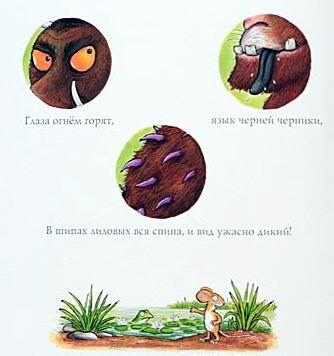 Глаза огнём горят,
язык черней черники,
В шипах лиловых вся спина, и вид ужасно дикий!